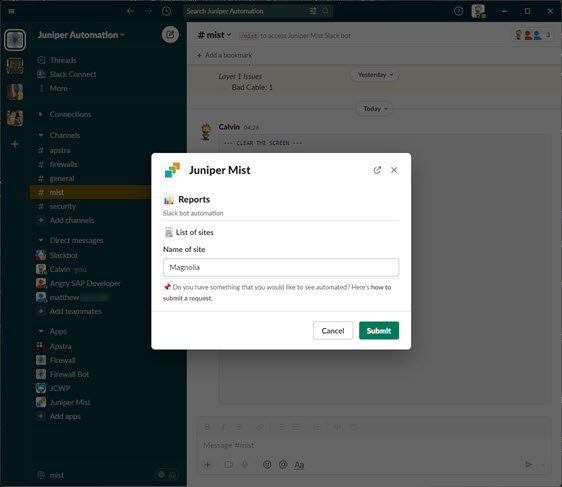 Search Juniper Automation
Juniper Automation
Threads
Slack Connect
More
Connections
Channels
# apstra
# firewalls
# general
# mist
# security
Add channels
Direct messages
Slackbot
Calvin you
Angry SAP Developer
matthew
Add teammates
Apps
Apstra
Firewall
Firewall Bot
JCWP
Juniper Mist
Add apps
mist
# mist
/mist to access Juniper Mist Slack bot
3
+ Add a bookmark
Layer 1 Issues
Yesterday
Bad Cable: 1
Today
Calvin 04:26
--- CLEAR THE SCREEN ---
Juniper Mist
Reports
Slack bot automation
List of sites
Name of site
Magnolia
Do you have something that you would like to see automated? Here's how to
submit a request.
Cancel
Submit
Message #mist
Aa